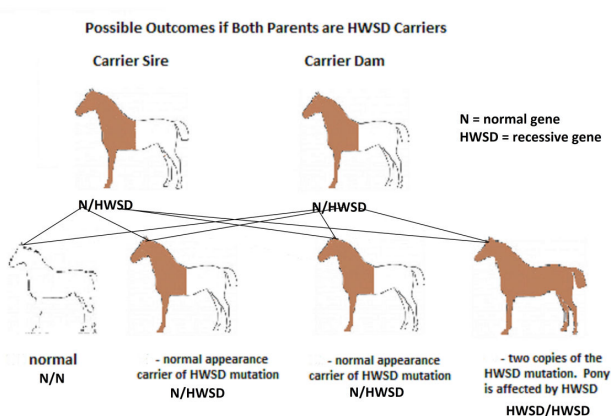 Possible Outcomes if Both Parents are HWSD Carriers
Carrier Sire
Carrier Dam
N = normal gene
HWSD = recessive gene
N/HWSD
N/HWSD
normal
N/N
- normal appearance
carrier of HWSD mutation
N/HWSD
- normal appearance
carrier of HWSD mutation
N/HWSD
- two copies of the
HWSD mutation. Pony
is affected by HWSD
HWSD/HWSD